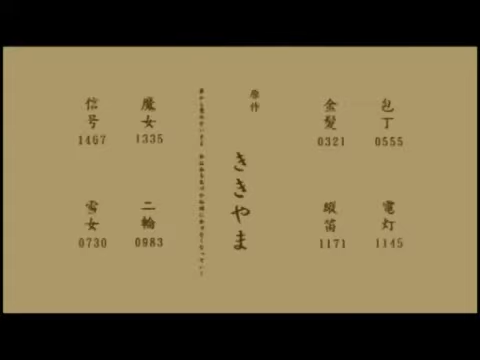 包丁
0555
金髪
0321
電灯
1145
縦笛
1171
原作
ききやま
魔女
1335
信号
1467
二輪
0983
雪女
0730